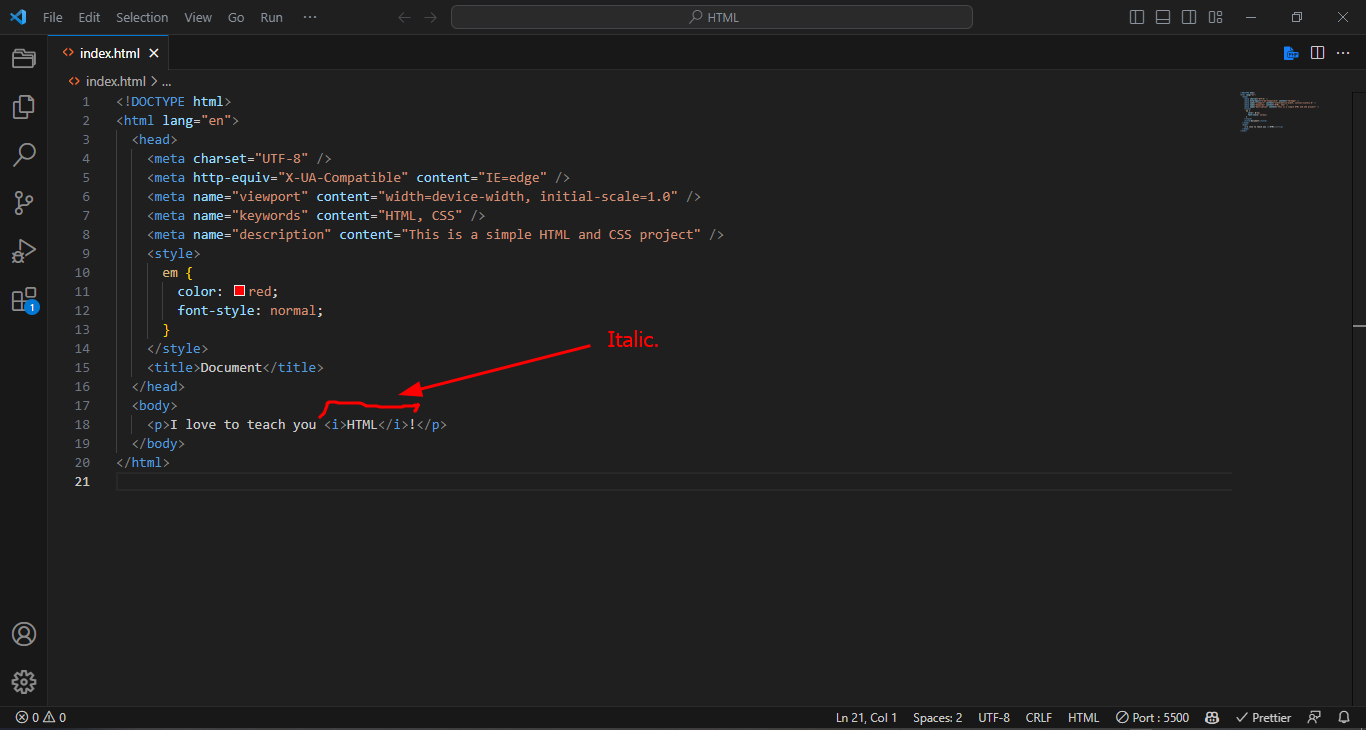 File Edit Selection View Go Run ···
HTML
index.html
index.html > ...
1 <!DOCTYPE html>
2 <html lang="en">
3 <head>
4 <meta charset="UTF-8" />
5 <meta http-equiv="X-UA-Compatible" content="IE=edge" />
6 <meta name="viewport" content="width=device-width, initial-scale=1.0" />
7 <meta name="keywords" content="HTML, CSS" />
8 <meta name="description" content="This is a simple HTML and CSS project" />
9 <style>
10 em {
11 color: red;
12 font-style: normal;
13 }
14 </style>
Italic.
15 <title>Document</title>
16 </head>
17 <body>
18 <p>I love to teach you <i>HTML</i>!</p>
19 </body>
20 </html>
21
1
0 0 Ln 21, Col 1 Spaces: 2 UTF-8 CRLF HTML Port : 5500 Prettier